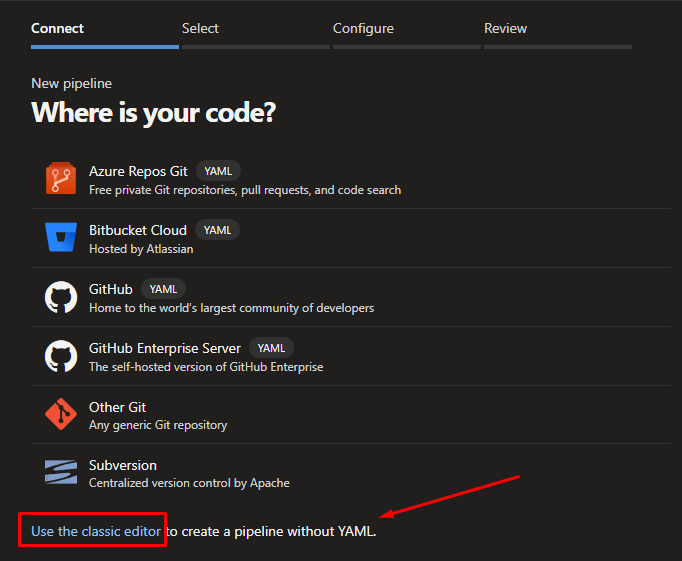 Connect Select Configure Review
New pipeline
Where is your code?
Azure Repos Git YAML
Free private Git repositories, pull requests, and code search
Bitbucket Cloud YAML
Hosted by Atlassian
GitHub YAML
Home to the world's largest community of developers
GitHub Enterprise Server YAML
The self-hosted version of GitHub Enterprise
Other Git
Any generic Git repository
Subversion
Centralized version control by Apache
Use the classic editor to create a pipeline without YAML.